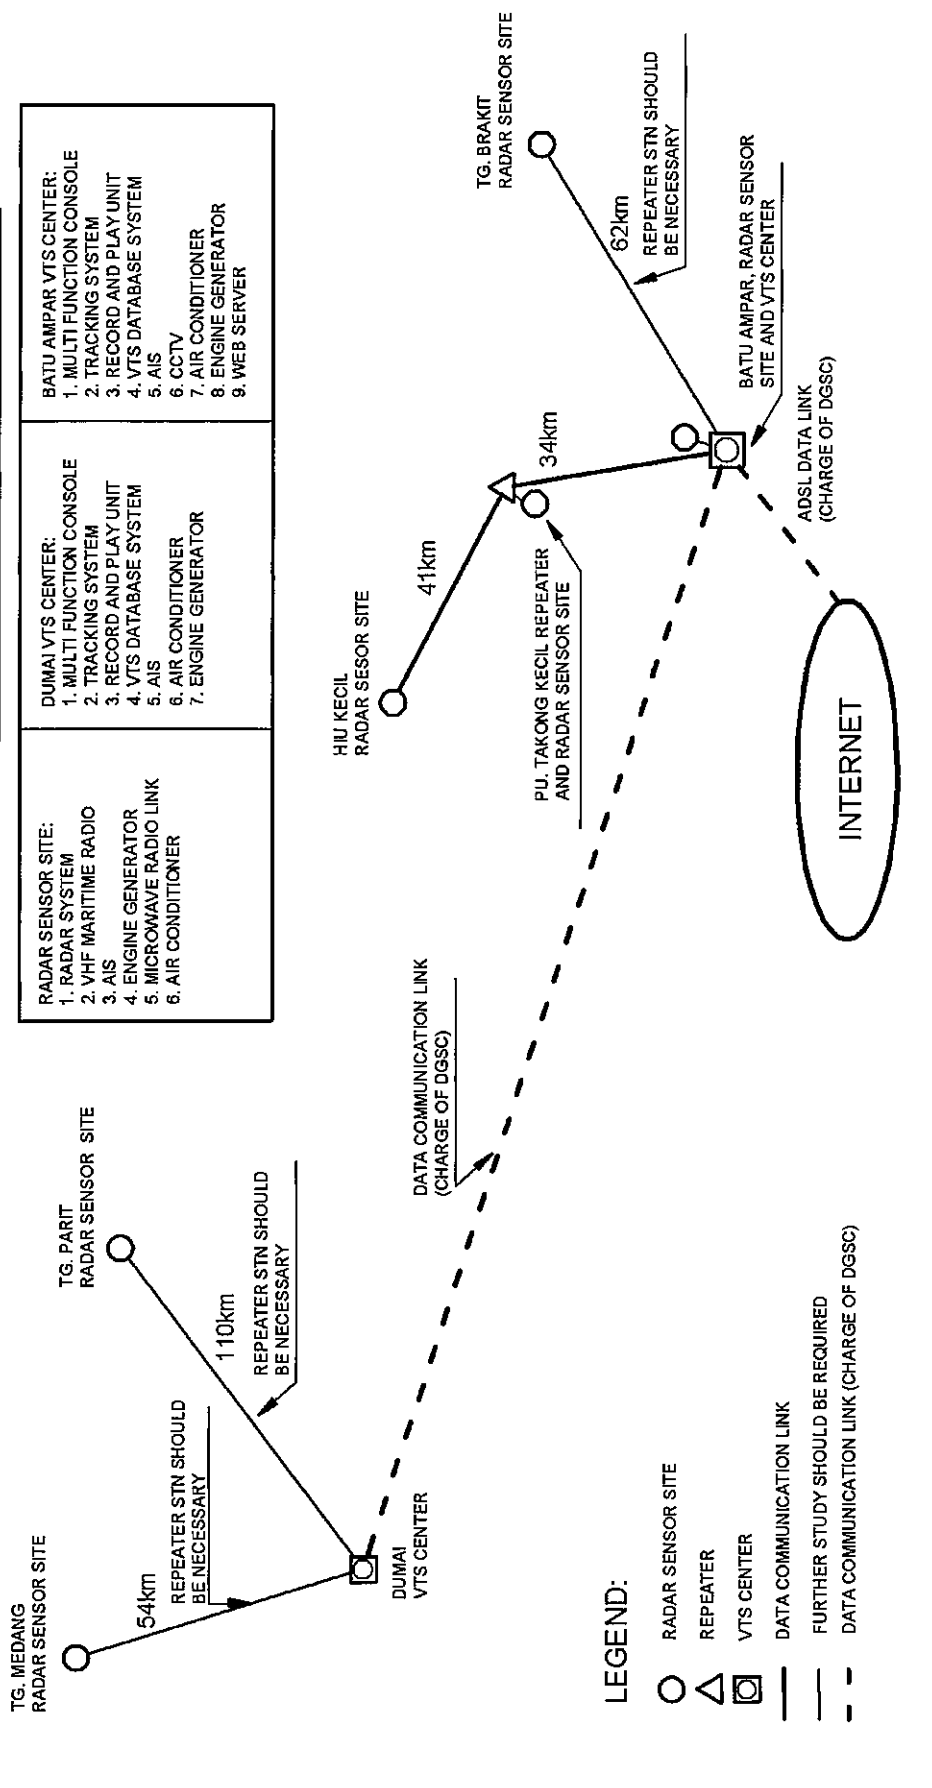 RADAR SENSOR SITE:
1. RADAR SYSTEM
2. VHF MARITIME RADIO
3. AIS
4. ENGINE GENERATOR
5. MICROWAVE RADIO LINK
6. AIR CONDITIONER
DUMAI VTS CENTER:
1. MULTI FUNCTION CONSOLE
2. TRACKING SYSTEM
3. RECORD AND PLAY UNIT
4. VTS DATABASE SYSTEM
5. AIS
6. AIR CONDITIONER
7. ENGINE GENERATOR
BATU AMPAR VTS CENTER:
1. MULTI FUNCTION CONSOLE
2. TRACKING SYSTEM
3. RECORD AND PLAY UNIT
4. VTS DATABASE SYSTEM
5. AIS
6. CCTV
7. AIR CONDITIONER
8. ENGINE GENERATOR
9. WEB SERVER
TG. MEDANG
RADAR SENSOR SITE
54km
REPEATER STN SHOULD
BE NECESSARY
TG. PARIT
RADAR SENSOR SITE
110km
REPEATER STN SHOULD
BE NECESSARY
DUMAI
VTS CENTER
DATA COMMUNICATION LINK
(CHARGE OF DGSC)
HIU KECIL
RADAR SESOR SITE
41km
PU. TAKONG KECIL REPEATER
AND RADAR SENSOR SITE
34km
TG. BRAKIT
RADAR SENSOR SITE
62km
REPEATER STN SHOULD
BE NECESSARY
BATU AMPAR, RADAR SENSOR
SITE AND VTS CENTER
ADSL DATA LINK
(CHARGE OF DGSC)
INTERNET
LEGEND:
RADAR SENSOR SITE
REPEATER
VTS CENTER
DATA COMMUNICATION LINK
FURTHER STUDY SHOULD BE REQUIRED
DATA COMMUNICATION LINK (CHARGE OF DGSC)